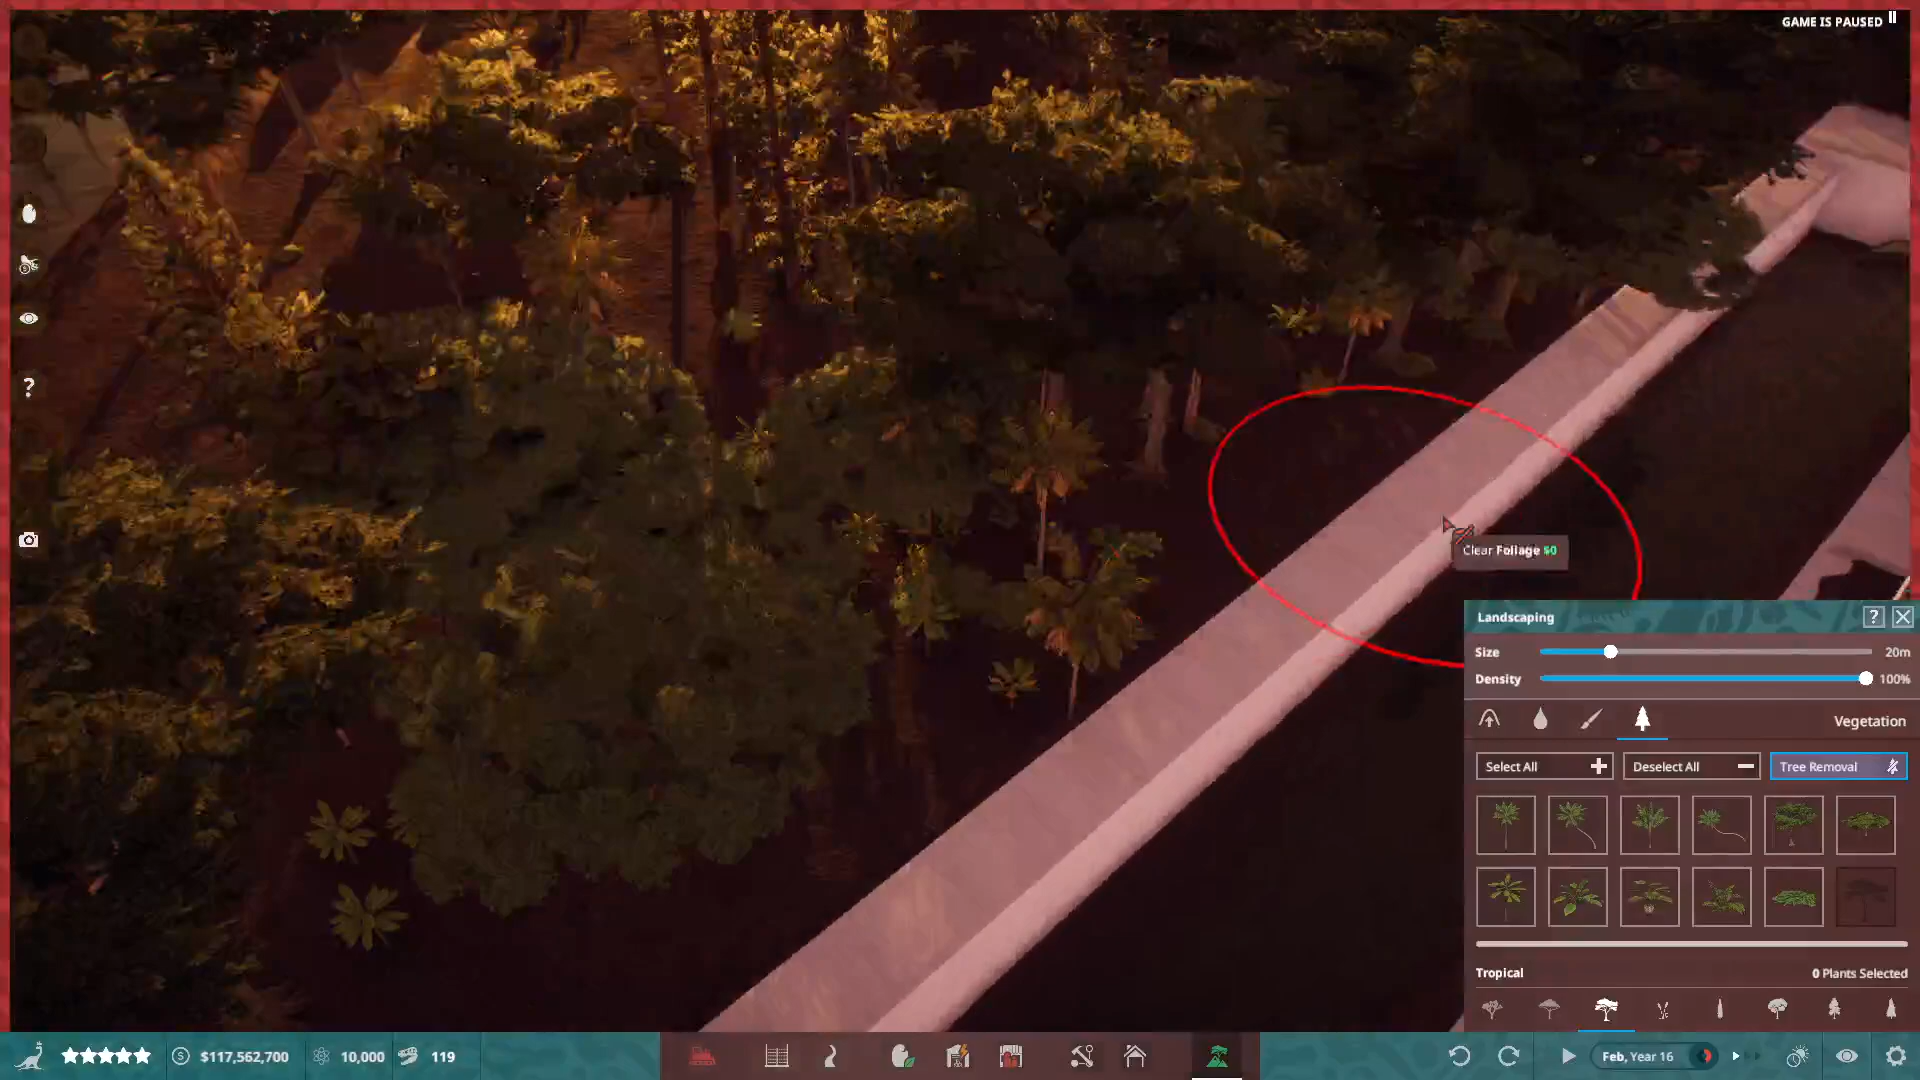 GAME IS PAUSED
?
Clear Foliage $0
Landscaping
?
Size 20m
Density 100%
Vegetation
Select All
Deselect All
Tree Removal
Tropical
0 Plants Selected
$117,562,700
10,000
119
Feb, Year 16